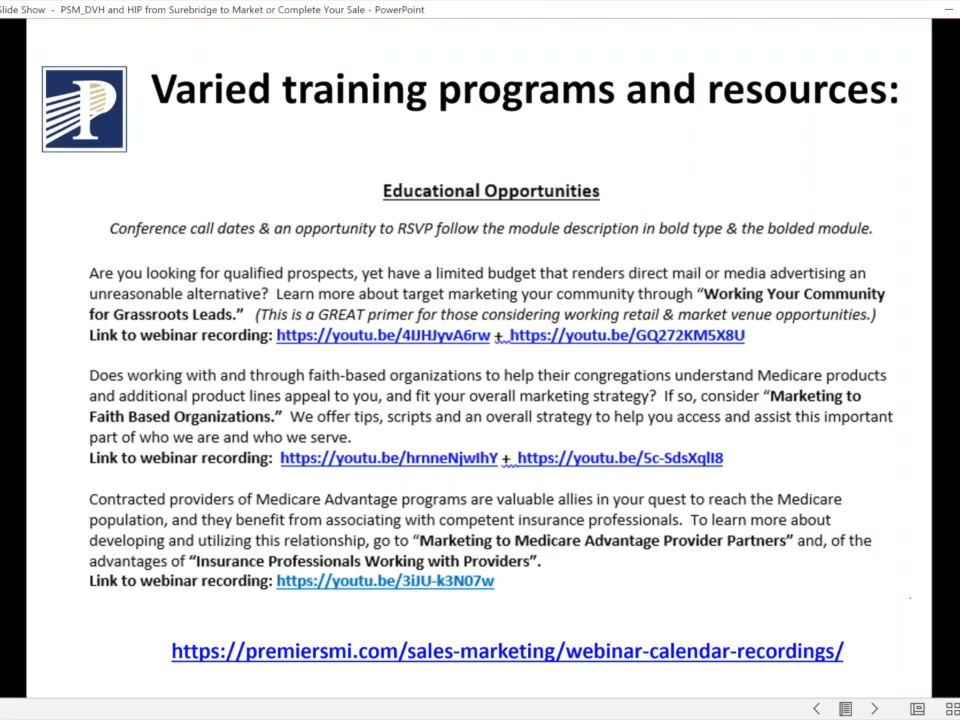 Slide Show - PSM_DVH and HIP from Surebridge to Market or Complete Your Sale - PowerPoint
P
Varied training programs and resources:
Educational Opportunities
Conference call dates & an opportunity to RSVP follow the module description in bold type & the bolded module.
Are you looking for qualified prospects, yet have a limited budget that renders direct mail or media advertising an
unreasonable alternative? Learn more about target marketing your community through “Working Your Community
for Grassroots Leads.” (This is a GREAT primer for those considering working retail & market venue opportunities.)
Link to webinar recording: https://youtu.be/4IJHJyvA6rw + https://youtu.be/GQ272KM5X8U
Does working with and through faith-based organizations to help their congregations understand Medicare products
and additional product lines appeal to you, and fit your overall marketing strategy? If so, consider “Marketing to
Faith Based Organizations.” We offer tips, scripts and an overall strategy to help you access and assist this important
part of who we are and who we serve.
Link to webinar recording: https://youtu.be/hrnneNjwIhY + https://youtu.be/5c-SdsXqlI8
Contracted providers of Medicare Advantage programs are valuable allies in your quest to reach the Medicare
population, and they benefit from associating with competent insurance professionals. To learn more about
developing and utilizing this relationship, go to “Marketing to Medicare Advantage Provider Partners” and, of the
advantages of “Insurance Professionals Working with Providers”.
Link to webinar recording: https://youtu.be/3iJU-k3N07w
https://premiersmi.com/sales-marketing/webinar-calendar-recordings/